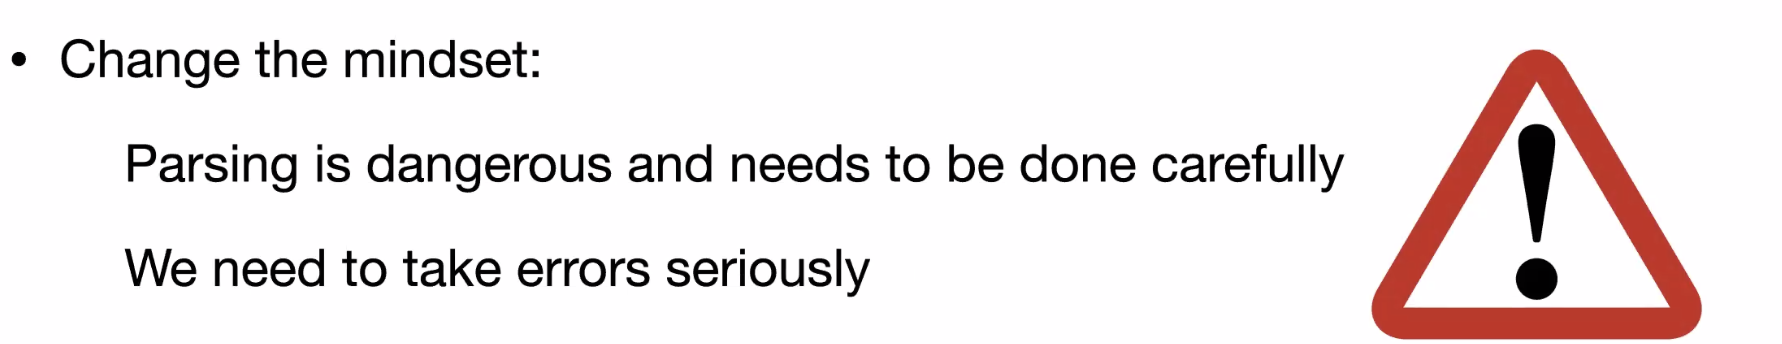 • Change the mindset:
Parsing is dangerous and needs to be done carefully
We need to take errors seriously